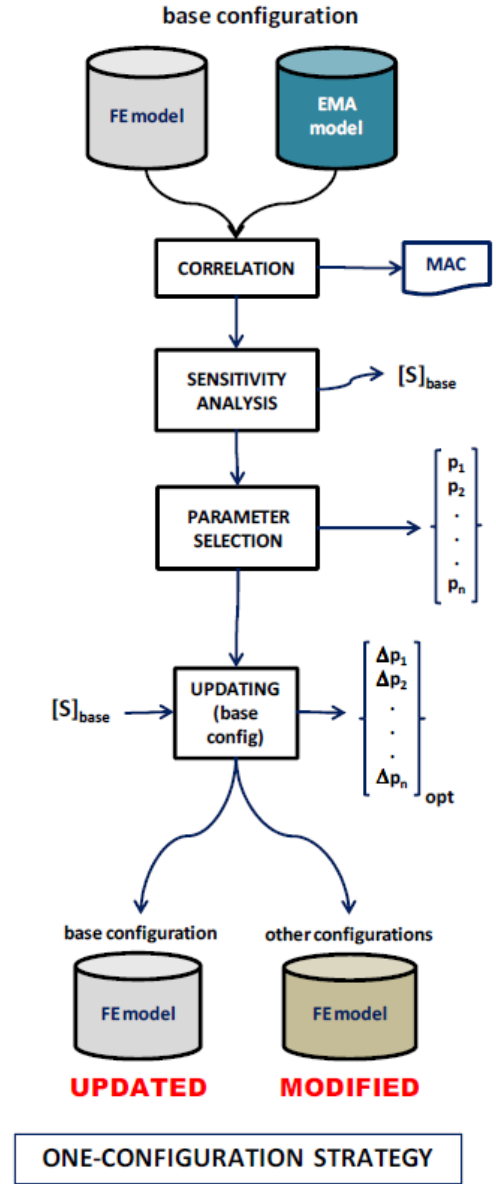 base configuration
FE model
EMA
model
CORRELATION
MAC
SENSITIVITY
ANALYSIS
[S]base
PARAMETER
SELECTION
p1
p2
.
.
.
pn
[S]base
UPDATING
(base
config)
Δp1
Δp2
.
.
.
Δpn
opt
base configuration
other configurations
FE model
FE model
UPDATED
MODIFIED
ONE-CONFIGURATION STRATEGY